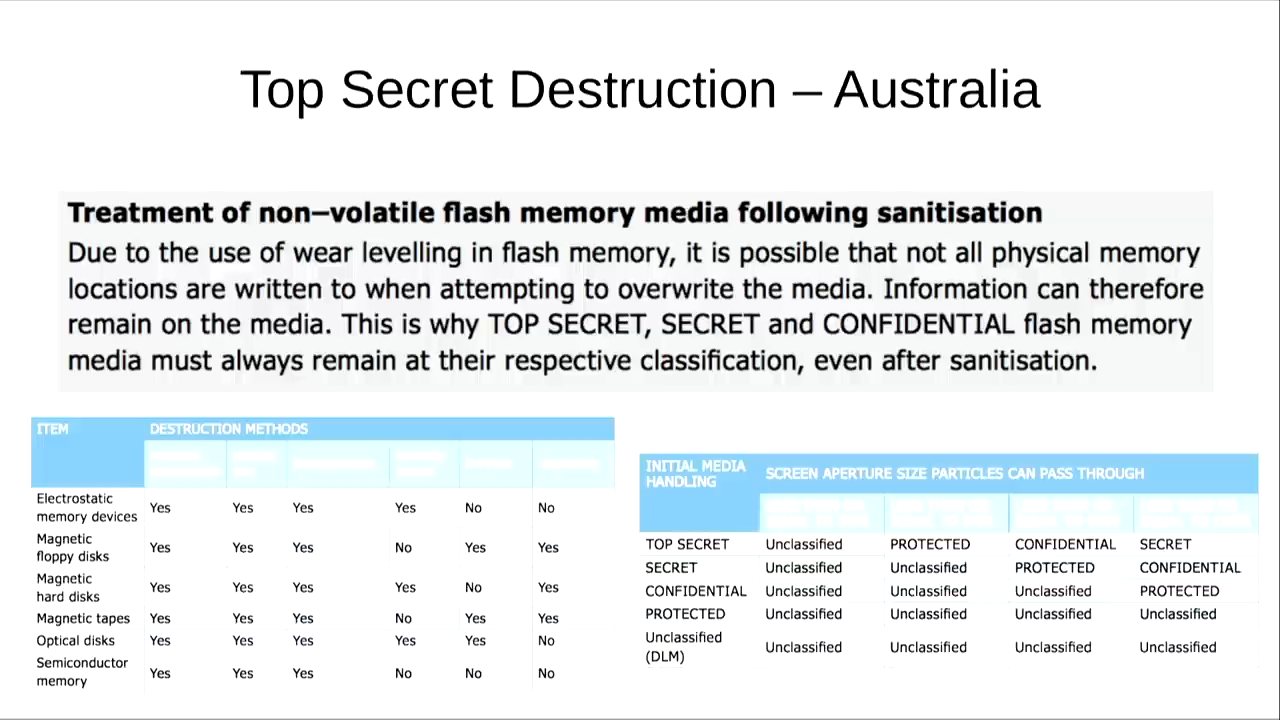 Top Secret Destruction – Australia
Treatment of non–volatile flash memory media following sanitisation
Due to the use of wear levelling in flash memory, it is possible that not all physical memory
locations are written to when attempting to overwrite the media. Information can therefore
remain on the media. This is why TOP SECRET, SECRET and CONFIDENTIAL flash memory
media must always remain at their respective classification, even after sanitisation.
ITEM DESTRUCTION METHODS
Electrostatic
memory devices Yes Yes Yes Yes No No
Magnetic
floppy disks Yes Yes Yes No Yes Yes
Magnetic
hard disks Yes Yes Yes Yes No Yes
Magnetic tapes Yes Yes Yes No Yes Yes
Optical disks Yes Yes Yes Yes Yes No
Semiconductor
memory Yes Yes Yes No No No
INITIAL MEDIA
HANDLING SCREEN APERTURE SIZE PARTICLES CAN PASS THROUGH
TOP SECRET Unclassified PROTECTED CONFIDENTIAL SECRET
SECRET Unclassified Unclassified PROTECTED CONFIDENTIAL
CONFIDENTIAL Unclassified Unclassified Unclassified PROTECTED
PROTECTED Unclassified Unclassified Unclassified Unclassified
Unclassified
(DLM) Unclassified Unclassified Unclassified Unclassified